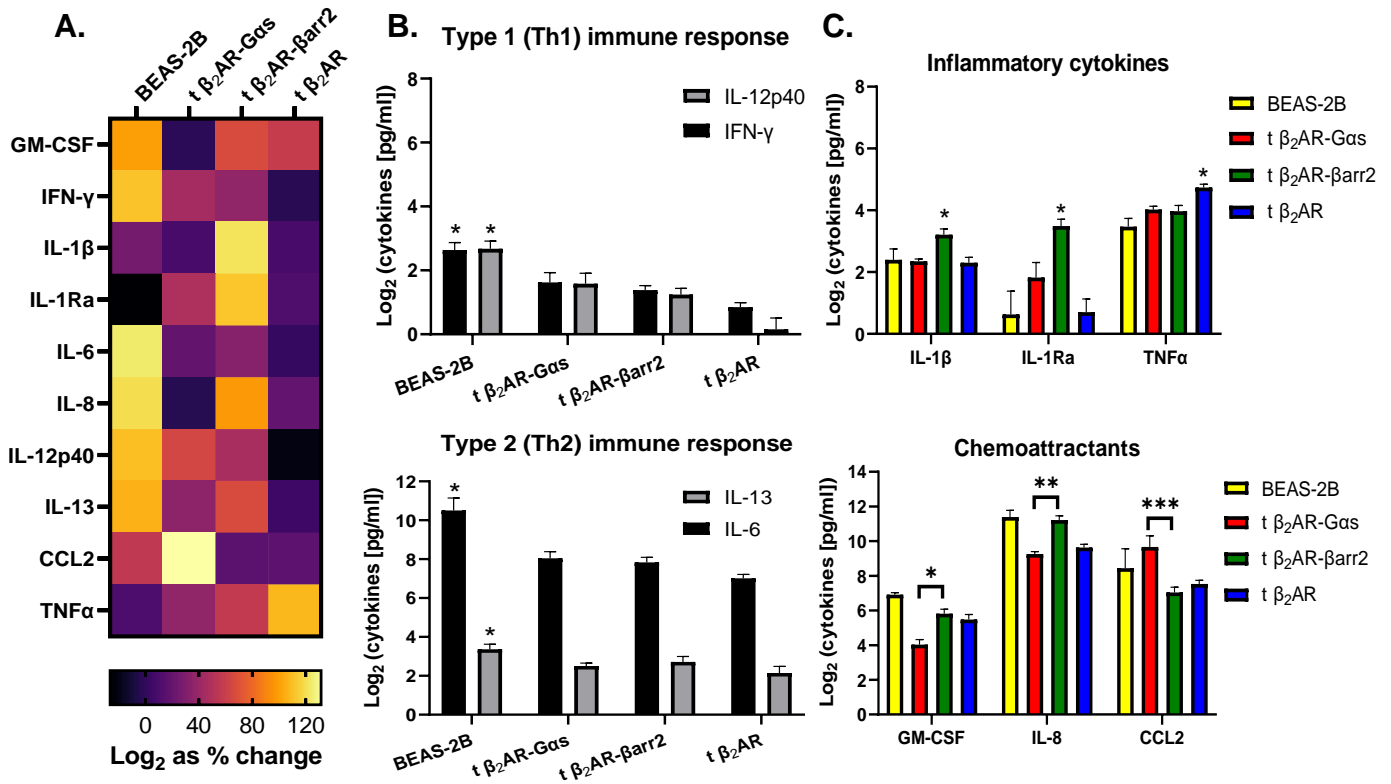 A.
BEAS-2B
t β₂AR-Gαs
t β₂AR-βarr2
t β₂AR
GM-CSF
IFN-γ
IL-1β
IL-1Ra
IL-6
IL-8
IL-12p40
IL-13
CCL2
TNFα
0 40 80 120
Log₂ as % change
B.
Type 1 (Th1) immune response
Log₂ (cytokines [pg/ml])
8
6
4
2
0
IL-12p40
IFN-γ
* *
BEAS-2B
t β₂AR-Gαs
t β₂AR-βarr2
t β₂AR
Type 2 (Th2) immune response
Log₂ (cytokines [pg/ml])
12
10
8
6
4
2
0
IL-13
IL-6
*
*
BEAS-2B
t β₂AR-Gαs
t β₂AR-βarr2
t β₂AR
C.
Inflammatory cytokines
Log₂ (cytokines [pg/ml])
8
6
4
2
0
* * *
IL-1β IL-1Ra TNFα
BEAS-2B
t β₂AR-Gαs
t β₂AR-βarr2
t β₂AR
Chemoattractants
Log₂ (cytokines [pg/ml])
14
12
10
8
6
4
2
0
* ** ***
GM-CSF IL-8 CCL2
BEAS-2B
t β₂AR-Gαs
t β₂AR-βarr2
t β₂AR